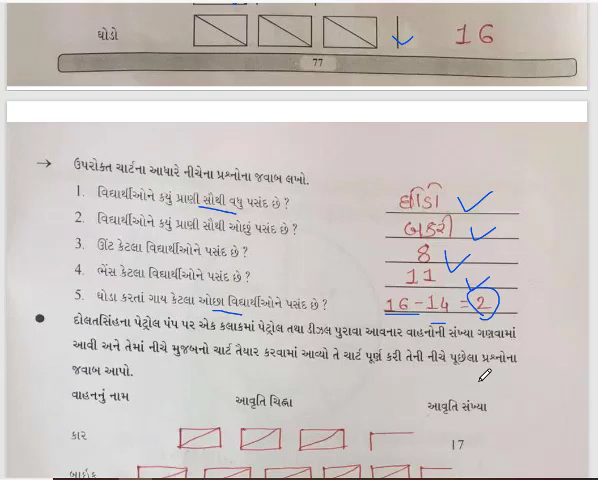 ઘોડો 16
77
→ ઉપરોક્ત ચાર્ટના આધારે નીચેના પ્રશ્નોના જવાબ લખો.
1. વિદ્યાર્થીઓને કયું પ્રાણી સૌથી વધુ પસંદ છે ? ઘોડો
2. વિદ્યાર્થીઓને કયું પ્રાણી સૌથી ઓછું પસંદ છે ? બકરી
3. ઊંટ કેટલા વિદ્યાર્થીઓને પસંદ છે ? 8
4. ભેંસ કેટલા વિદ્યાર્થીઓને પસંદ છે ? 11
5. ઘોડા કરતાં ગાય કેટલા ઓછા વિદ્યાર્થીઓને પસંદ છે ? 16-14 = 2
● દોલતસિંહના પેટ્રોલ પંપ પર એક કલાકમાં પેટ્રોલ તથા ડીઝલ પુરાવા આવનાર વાહનોની સંખ્યા ગણવામાં
આવી અને તેમાં નીચે મુજબનો ચાર્ટ તૈયાર કરવામાં આવ્યો તે ચાર્ટ પૂર્ણ કરી તેની નીચે પૂછેલા પ્રશ્નોના
જવાબ આપો.
વાહનનું નામ આવૃતિ ચિહ્ના આવૃતિ સંખ્યા
કાર 17
બાઈક